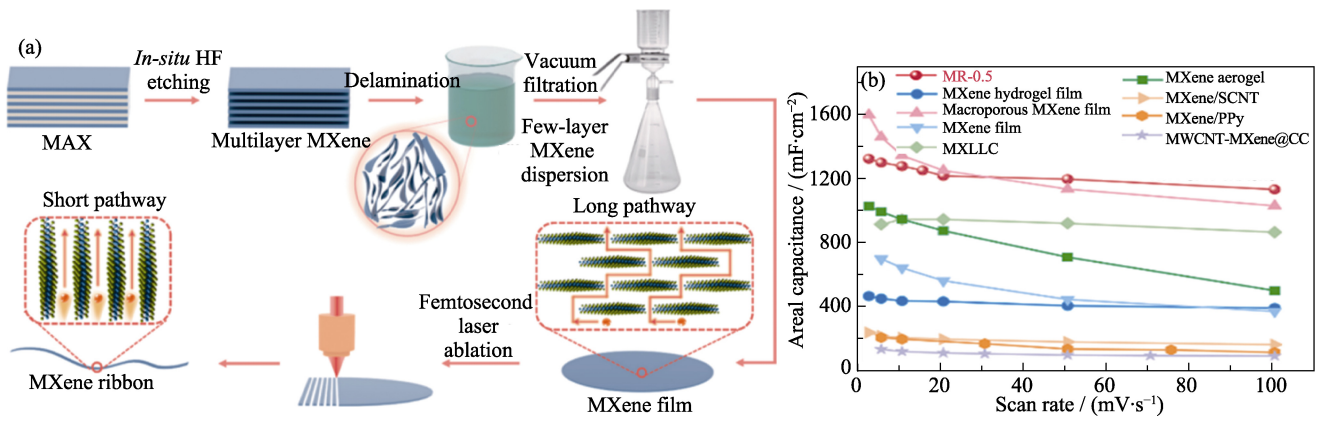 (a)
In-situ HF
etching
MAX
Multilayer MXene
Delamination
Vacuum
filtration
Few-layer
MXene
dispersion
Short pathway
Long pathway
Femtosecond
laser
ablation
MXene ribbon
MXene film
(b)
MR-0.5
MXene hydrogel film
Macroporous MXene film
MXene film
MXLLC
MXene aerogel
MXene/SCNT
MXene/PPy
MWCNT-MXene@CC
Areal capacitance / (mF·cm⁻²)
1600
1200
800
400
0
0 20 40 60 80 100
Scan rate / (mV·s⁻¹)